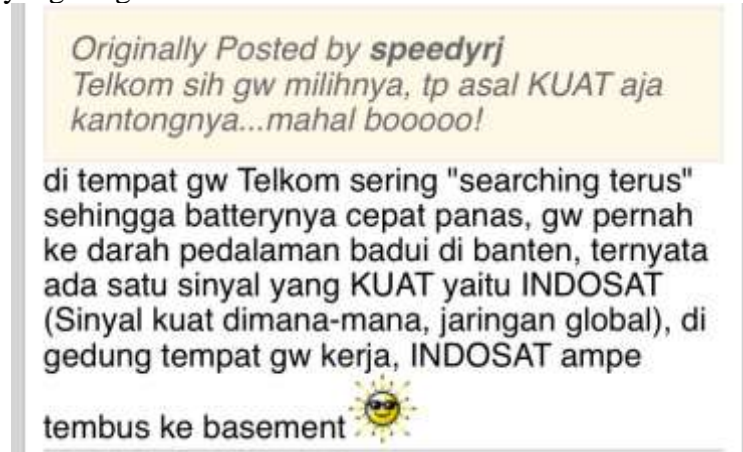 Originally Posted by speedyrj
Telkom sih gw milihnya, tp asal KUAT aja
kantongnya...mahal booooo!
di tempat gw Telkom sering "searching terus"
sehingga batterynya cepat panas, gw pernah
ke darah pedalaman badui di banten, ternyata
ada satu sinyal yang KUAT yaitu INDOSAT
(Sinyal kuat dimana-mana, jaringan global), di
gedung tempat gw kerja, INDOSAT ampe
tembus ke basement